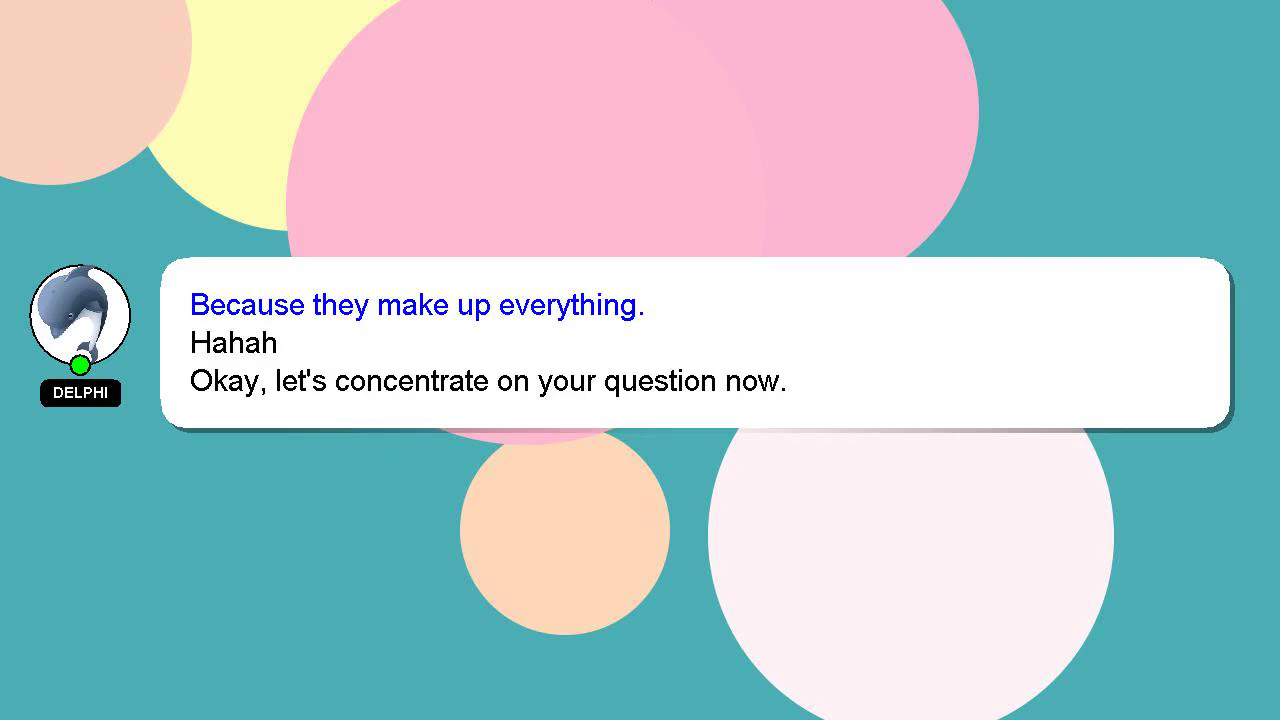 Because they make up everything.
Hahah
Okay, let's concentrate on your question now.
DELPHI